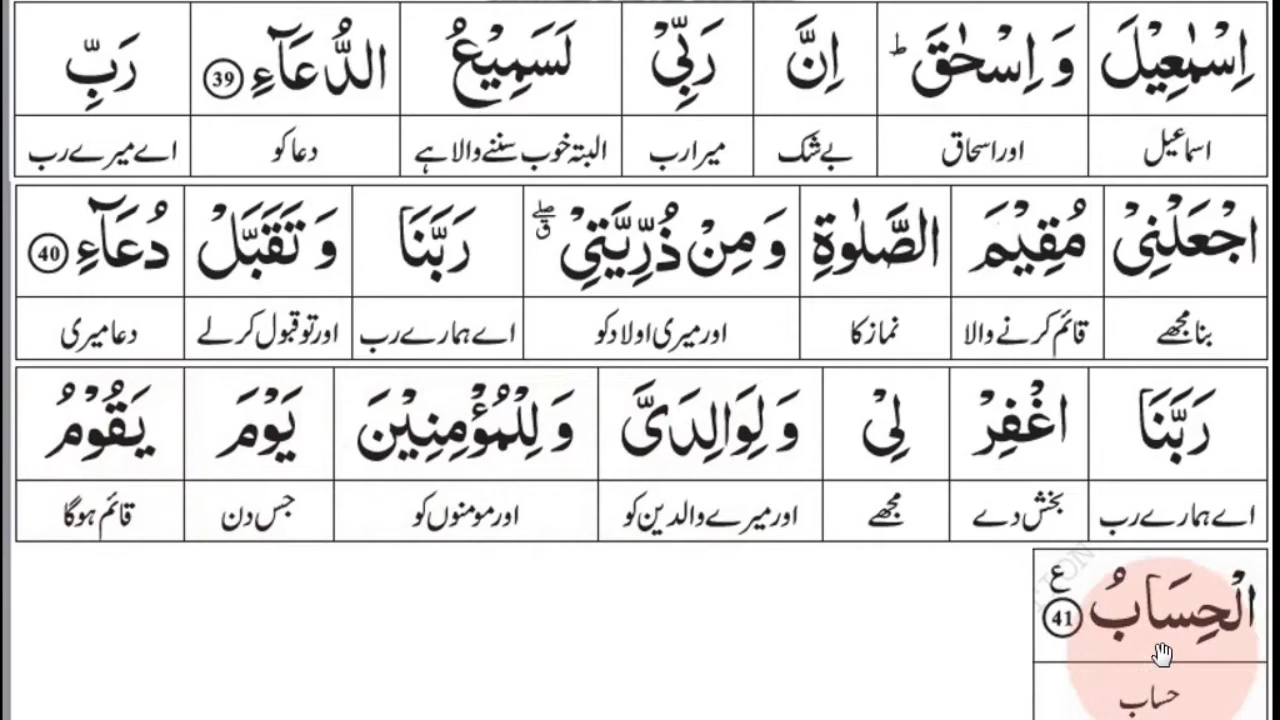 اِسْمٰعِيْلَ وَ اِسْحٰقَ ؕ اِنَّ رَبِّیْ لَسَمِيْعُ الدُّعَآءِ 39 رَبِّ
اسماعیل اور اسحاق بے شک میرا رب البتہ خوب سننے والا ہے دعا کو اے میرے رب
اجْعَلْنِیْ مُقِيْمَ الصَّلٰوةِ وَ مِنْ ذُرِّيَّتِیْ ۖۗ رَبَّنَا وَ تَقَبَّلْ دُعَآءِ 40
بنا مجھے قائم کرنے والا نماز کا اور میری اولاد کو اے ہمارے رب اور تو قبول کر لے دعا میری
رَبَّنَا اغْفِرْ لِیْ وَ لِوَالِدَیَّ وَ لِلْمُؤْمِنِيْنَ يَوْمَ يَقُوْمُ
اے ہمارے رب بخش دے مجھے اور میرے والدین کو اور مومنوں کو جس دن قائم ہوگا
الْحِسَابُ 41 ع
حساب